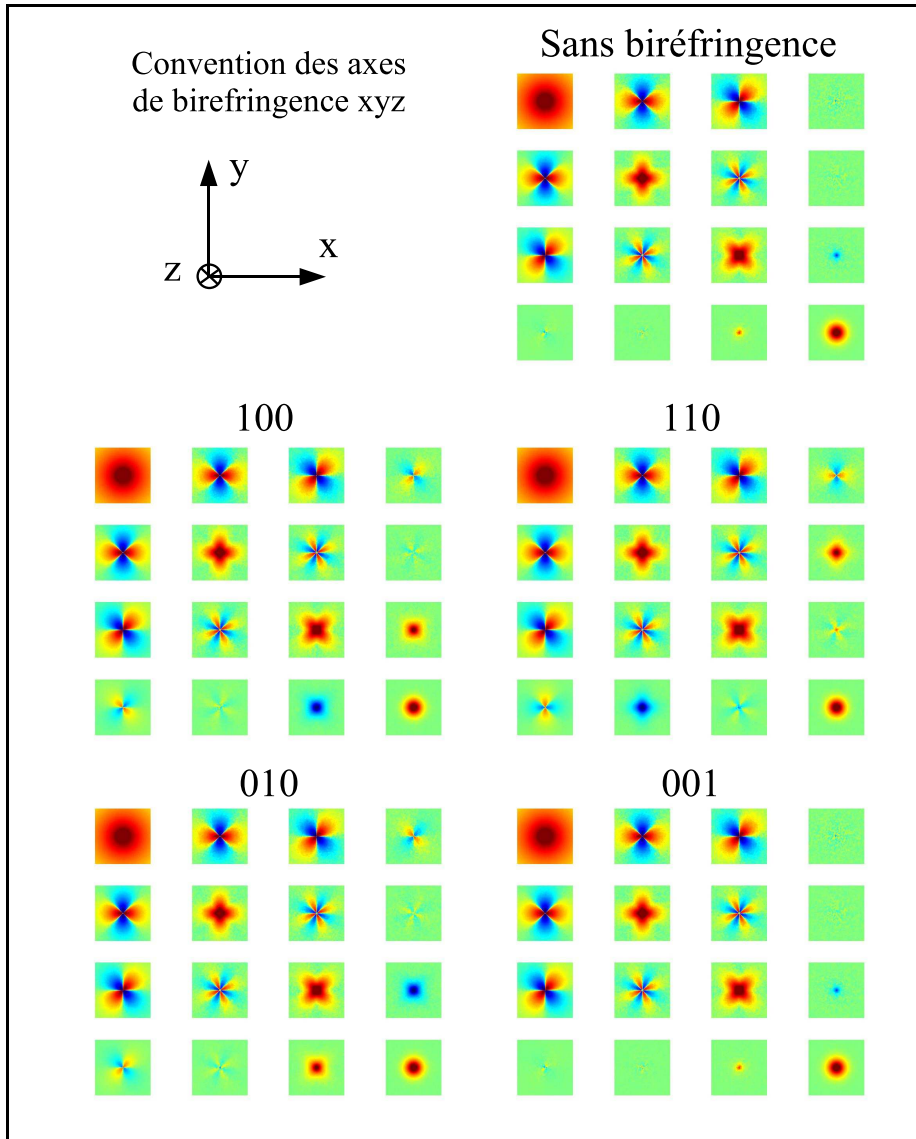 Convention des axes
de birefringence xyz
y
x
z
Sans biréfringence
100
110
010
001